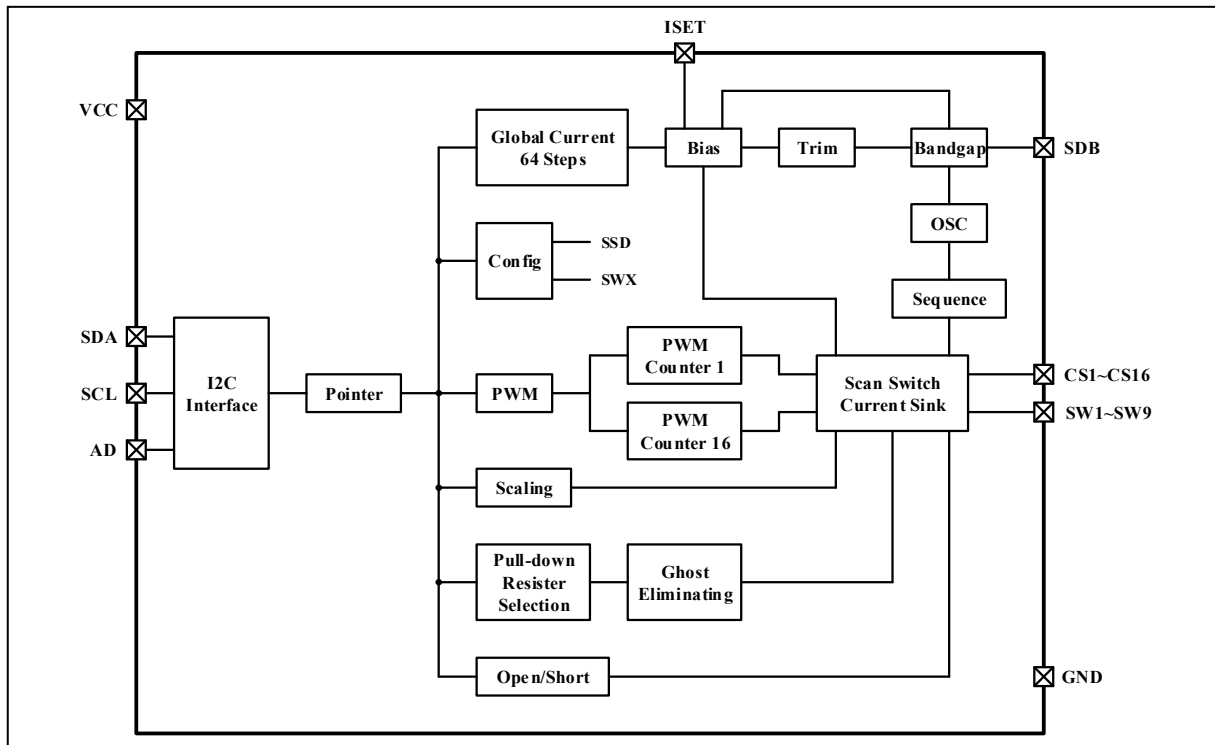 ISET
VCC
Global Current
64 Steps
Bias
Trim
Bandgap
SDB
OSC
Config
SSD
SWX
Sequence
SDA
SCL
AD
I2C
Interface
Pointer
PWM
PWM
Counter 1
PWM
Counter 16
Scan Switch
Current Sink
CS1~CS16
SW1~SW9
Scaling
Pull-down
Resister
Selection
Ghost
Eliminating
Open/Short
GND